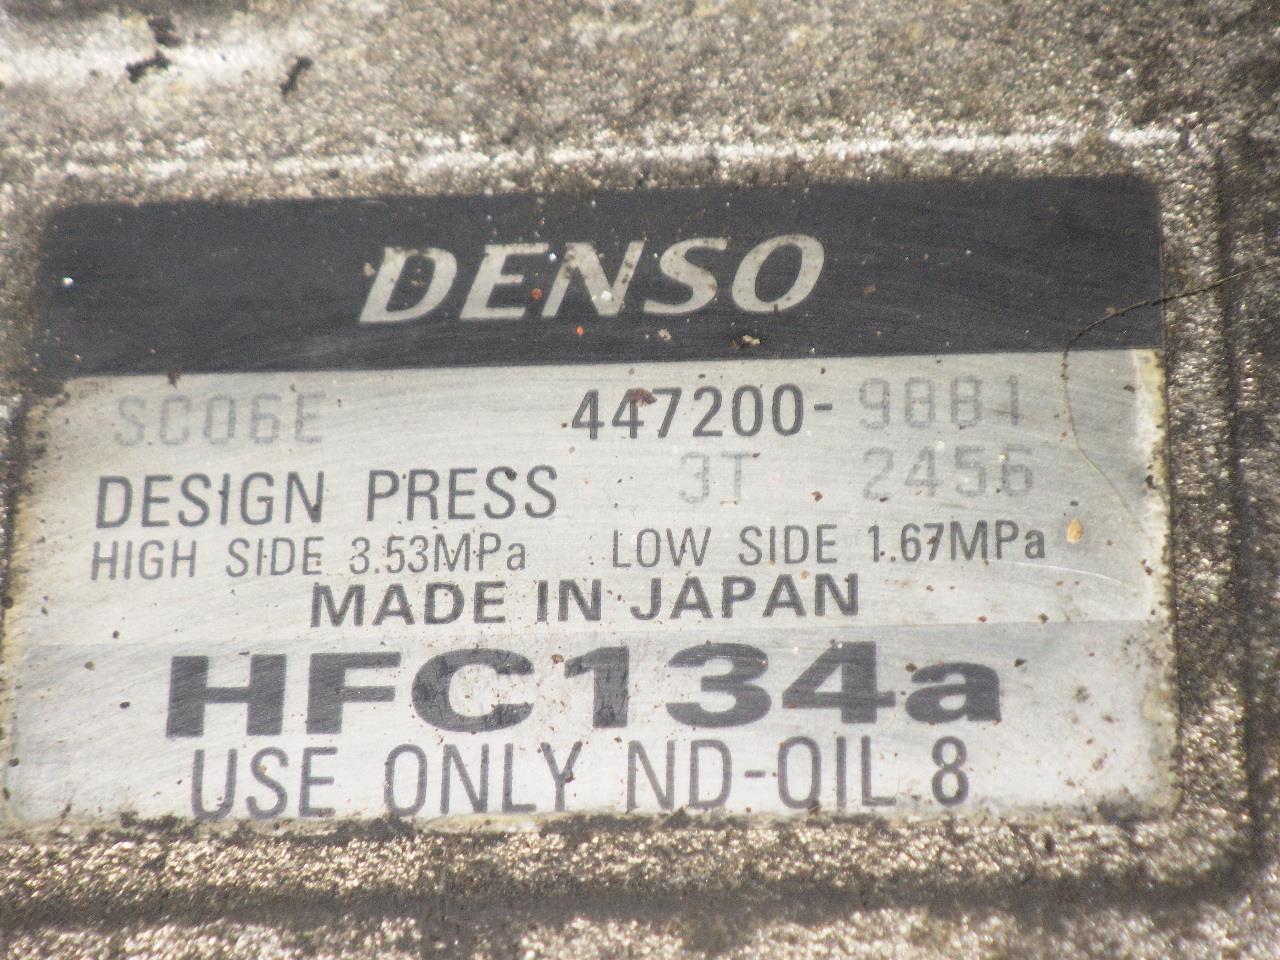 DENSO
SC06E 447200-9881
DESIGN PRESS 3T 2456
HIGH SIDE 3.53MPa LOW SIDE 1.67MPa
MADE IN JAPAN
HFC134a
USE ONLY ND-OIL 8